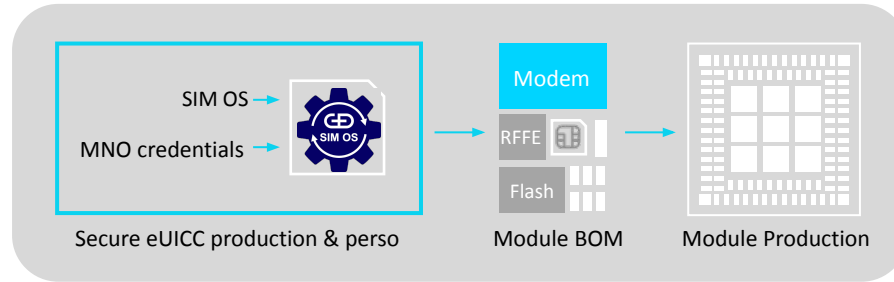 SIM OS
MNO credentials
SIM OS
Secure eUICC production & perso
Modem
RFFE
Flash
Module BOM
Module Production